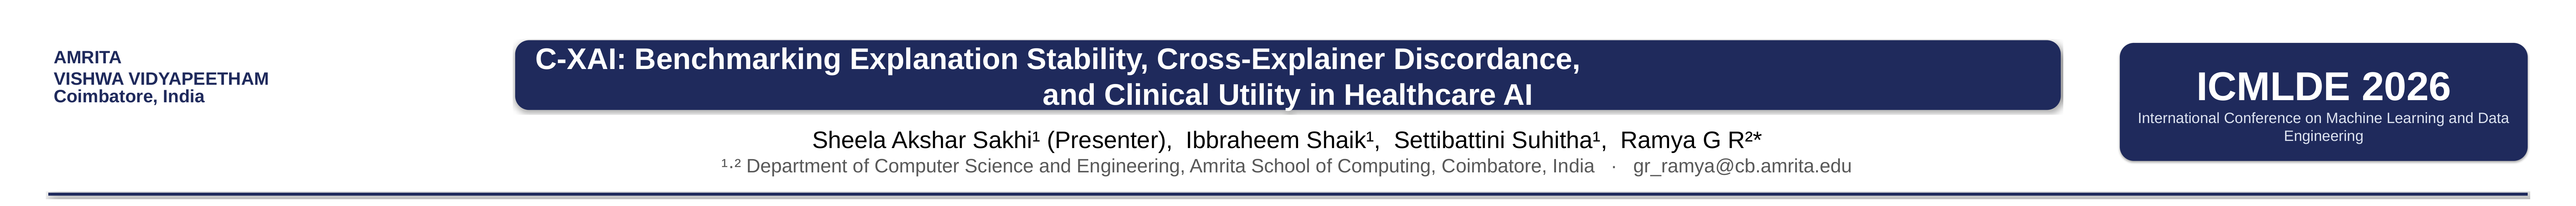 AMRITA
VISHWA VIDYAPEETHAM
Coimbatore, India
C-XAI: Benchmarking Explanation Stability, Cross-Explainer Discordance,
and Clinical Utility in Healthcare AI
Sheela Akshar Sakhi¹ (Presenter),  Ibbraheem Shaik¹,  Settibattini Suhitha¹,  Ramya G R²*
¹·² Department of Computer Science and Engineering, Amrita School of Computing, Coimbatore, India  ·  gr_ramya@cb.amrita.edu
ICMLDE 2026
International Conference on Machine Learning and Data
Engineering